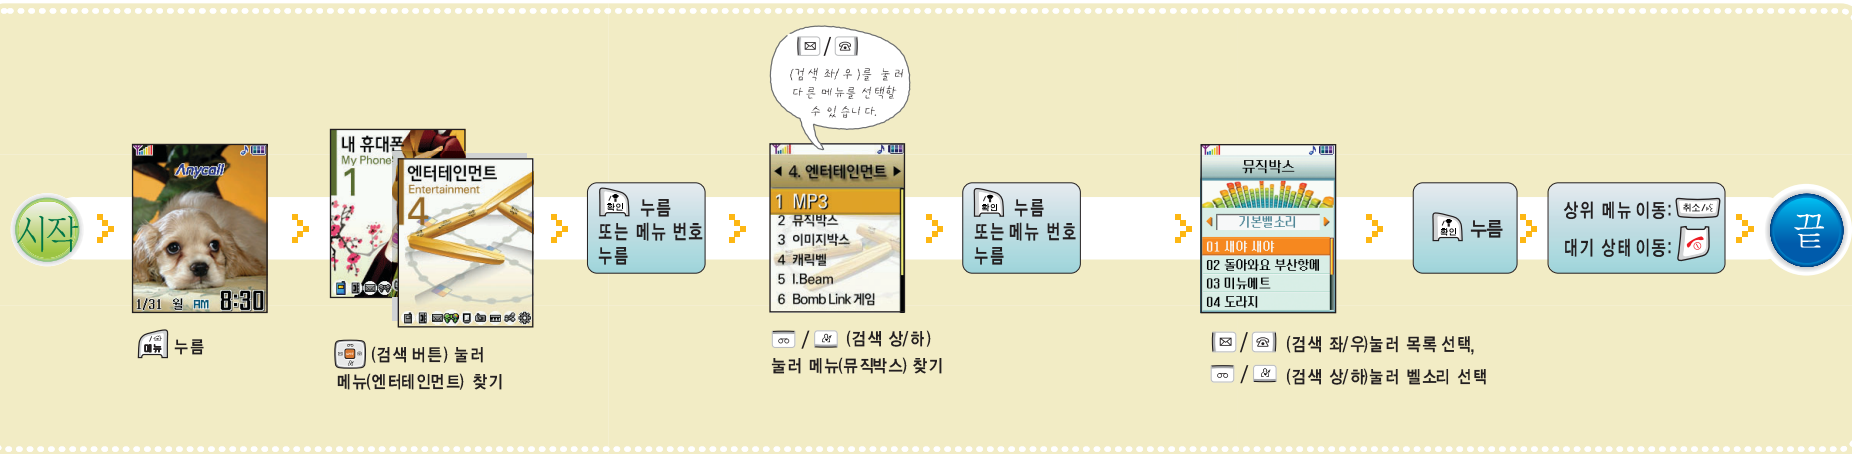 시작
Anycall
1/31 월 AM 8:30
메뉴 누름
내 휴대폰
My Phone
1
엔터테인먼트
Entertainment
4
(검색 버튼) 눌러
메뉴(엔터테인먼트) 찾기
확인 누름
또는 메뉴 번호
누름
/
(검색 좌/우)를 눌러
다른 메뉴를 선택할
수 있습니다.
4. 엔터테인먼트
1 MP3
2 뮤직박스
3 이미지박스
4 캐릭벨
5 I.Beam
6 Bomb Link 게임
/ (검색 상/하)
눌러 메뉴(뮤직박스) 찾기
확인 누름
또는 메뉴 번호
누름
뮤직박스
기본벨소리
01 새야 새야
02 돌아와요 부산항에
03 미뉴에트
04 도라지
/ (검색 좌/우)눌러 목록 선택,
/ (검색 상/하)눌러 벨소리 선택
확인 누름
상위 메뉴 이동: 취소/
대기 상태 이동:
끝